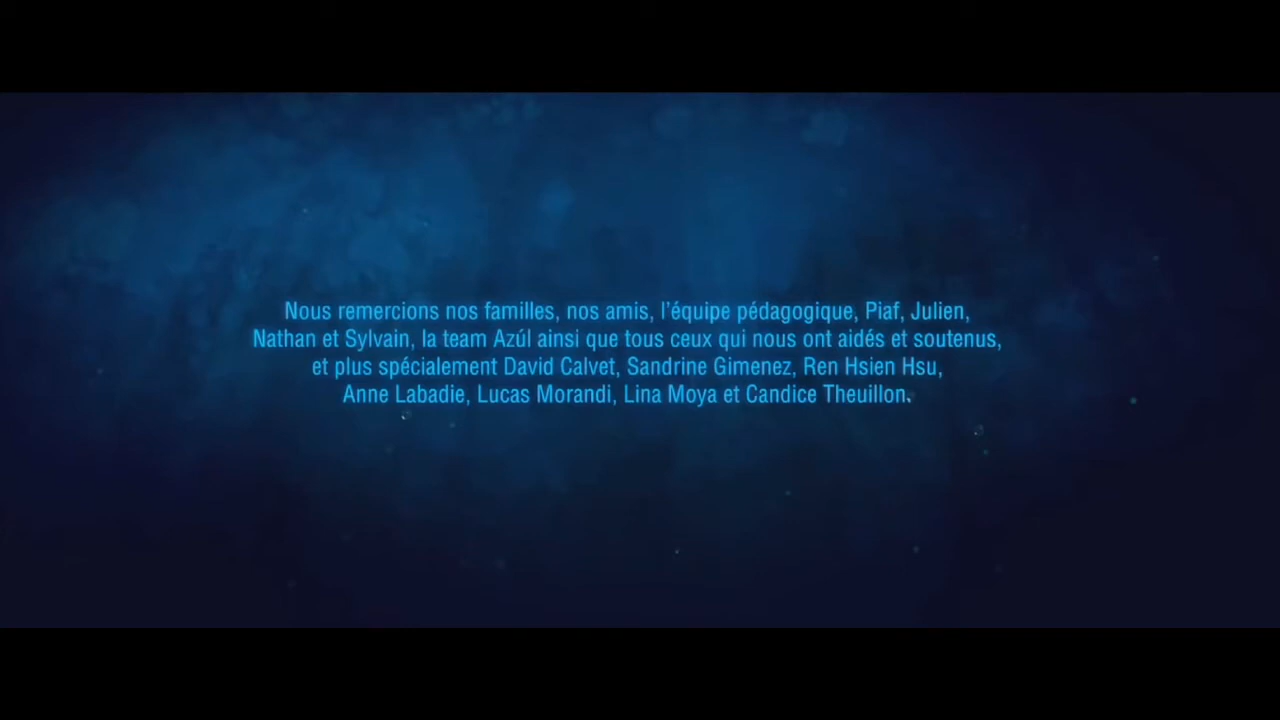 Nous remercions nos familles, nos amis, l'équipe pédagogique, Piaf, Julien,
Nathan et Sylvain, la team Azúl ainsi que tous ceux qui nous ont aidés et soutenus,
et plus spécialement David Calvet, Sandrine Gimenez, Ren Hsien Hsu,
Anne Labadie, Lucas Morandi, Lina Moya et Candice Theuillon.